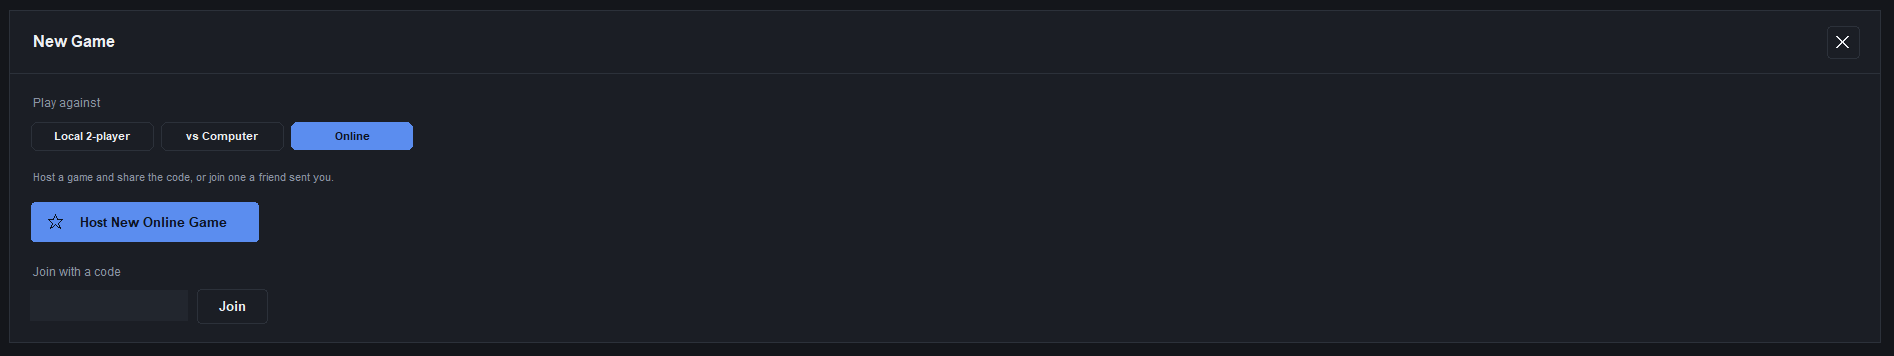 New Game
Play against
Local 2-player vs Computer Online
Host a game and share the code, or join one a friend sent you.
Host New Online Game
Join with a code
Join